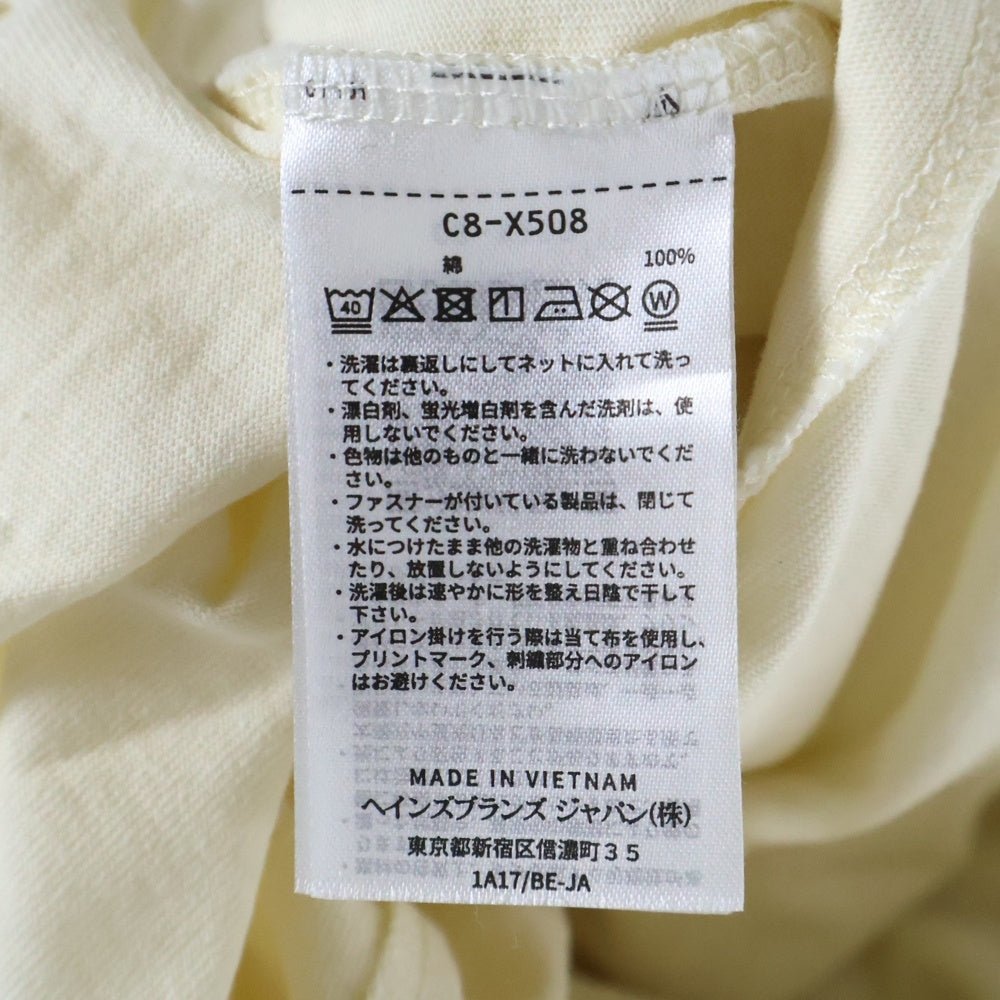 C8-X508
綿 100%
40 W
・洗濯は裏返しにしてネットに入れて洗っ
てください。
・漂白剤、蛍光増白剤を含んだ洗剤は、使
用しないでください。
・色物は他のものと一緒に洗わないでくだ
さい。
・ファスナーが付いている製品は、閉じて
洗ってください。
・水につけたまま他の洗濯物と重ね合わせ
たり、放置しないようにしてください。
・洗濯後は速やかに形を整え日陰で干して
下さい。
・アイロン掛けを行う際は当て布を使用し、
プリントマーク、刺繍部分へのアイロン
はお避けください。
MADE IN VIETNAM
ヘインズブランズ ジャパン(株)
東京都新宿区信濃町３５
1A17/BE-JA